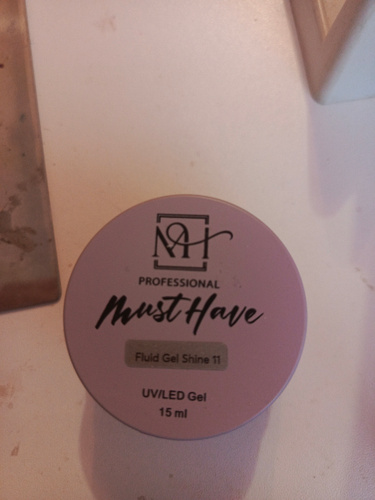 MH
PROFESSIONAL
Must Have
Fluid Gel Shine 11
UV/LED Gel
15 ml